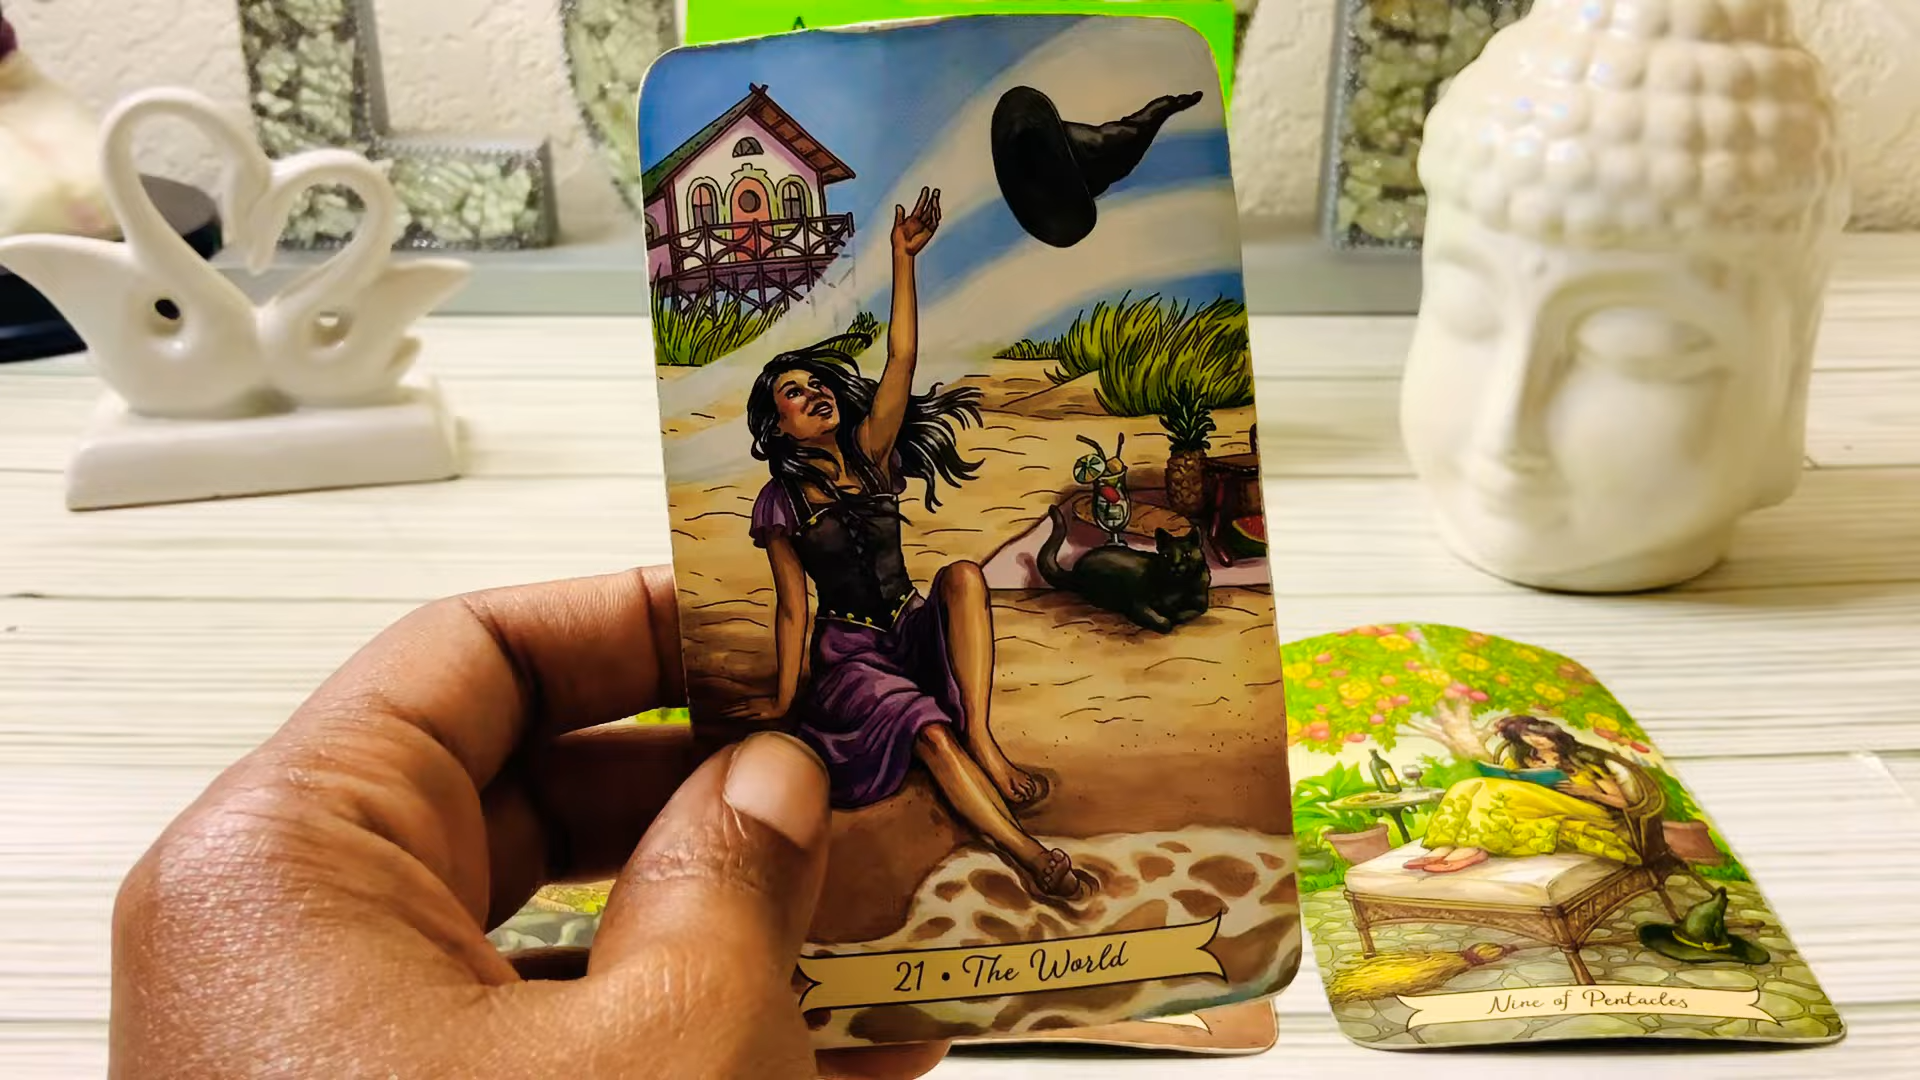 21 • The World
Nine of Pentacles